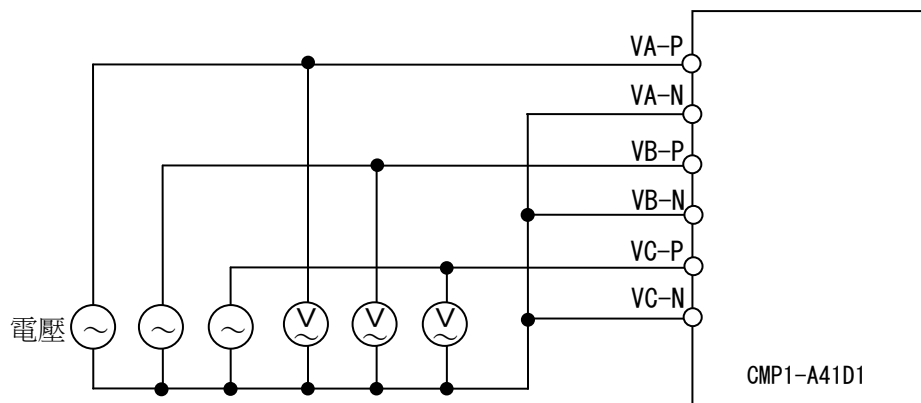 VA-P
VA-N
VB-P
VB-N
VC-P
VC-N
電壓
V
V
V
CMP1-A41D1